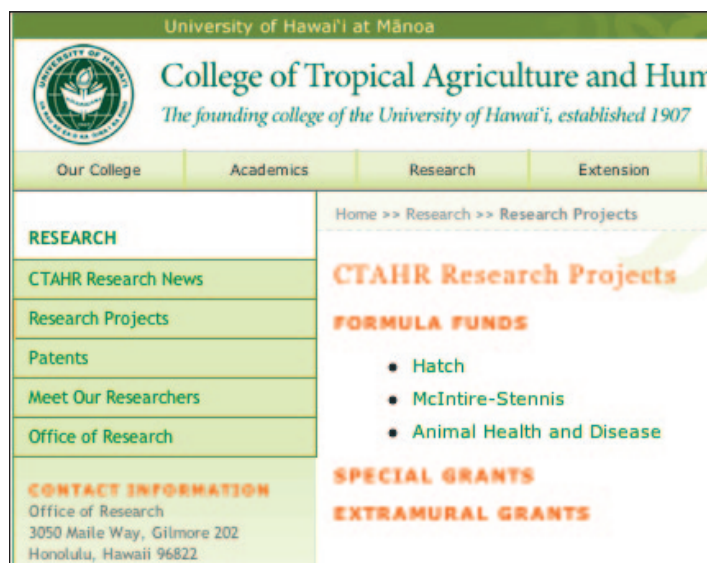 University of Hawai'i at Mānoa
College of Tropical Agriculture and Hum
The founding college of the University of Hawai'i, established 1907
Our College Academics Research Extension
Home >> Research >> Research Projects
RESEARCH
CTAHR Research News
Research Projects
Patents
Meet Our Researchers
Office of Research
CONTACT INFORMATION
Office of Research
3050 Maile Way, Gilmore 202
Honolulu, Hawaii 96822
CTAHR Research Projects
FORMULA FUNDS
• Hatch
• McIntire-Stennis
• Animal Health and Disease
SPECIAL GRANTS
EXTRAMURAL GRANTS